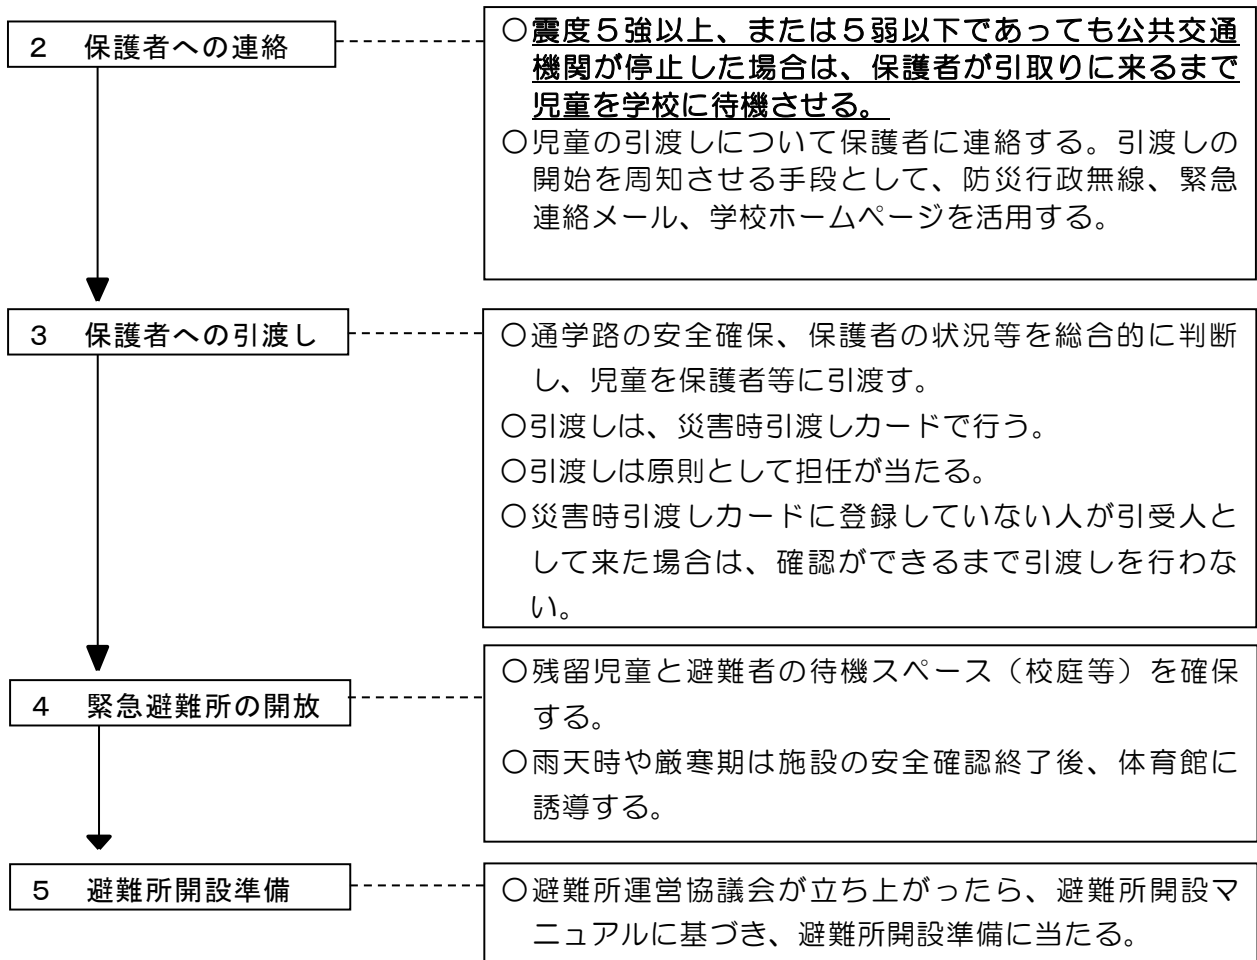 ２　保護者への連絡
○震度５強以上、または５弱以下であっても公共交通
機関が停止した場合は、保護者が引取りに来るまで
児童を学校に待機させる。
○児童の引渡しについて保護者に連絡する。引渡しの
開始を周知させる手段として、防災行政無線、緊急
連絡メール、学校ホームページを活用する。
３　保護者への引渡し
○通学路の安全確保、保護者の状況等を総合的に判断
し、児童を保護者等に引渡す。
○引渡しは、災害時引渡しカードで行う。
○引渡しは原則として担任が当たる。
○災害時引渡しカードに登録していない人が引受人と
して来た場合は、確認ができるまで引渡しを行わな
い。
４　緊急避難所の開放
○残留児童と避難者の待機スペース（校庭等）を確保
する。
○雨天時や厳寒期は施設の安全確認終了後、体育館に
誘導する。
５　避難所開設準備
○避難所運営協議会が立ち上がったら、避難所開設マ
ニュアルに基づき、避難所開設準備に当たる。